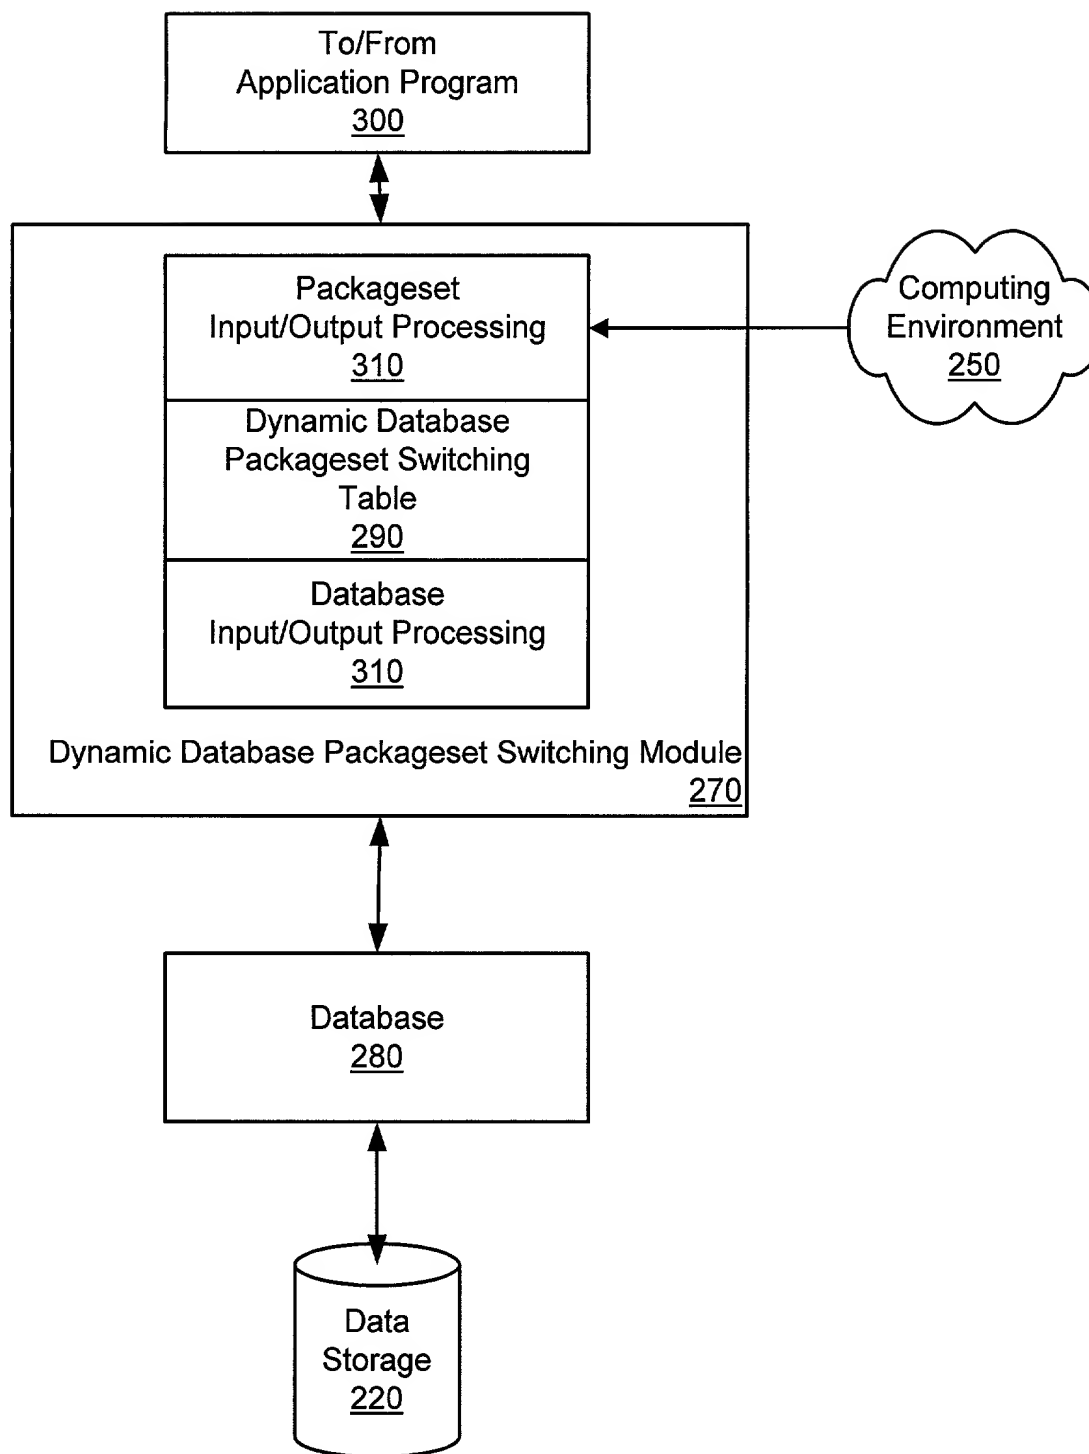 To/From
Application Program
300
Packageset
Input/Output Processing
310
Computing
Environment
250
Dynamic Database
Packageset Switching
Table
290
Database
Input/Output Processing
310
Dynamic Database Packageset Switching Module
270
Database
280
Data
Storage
220